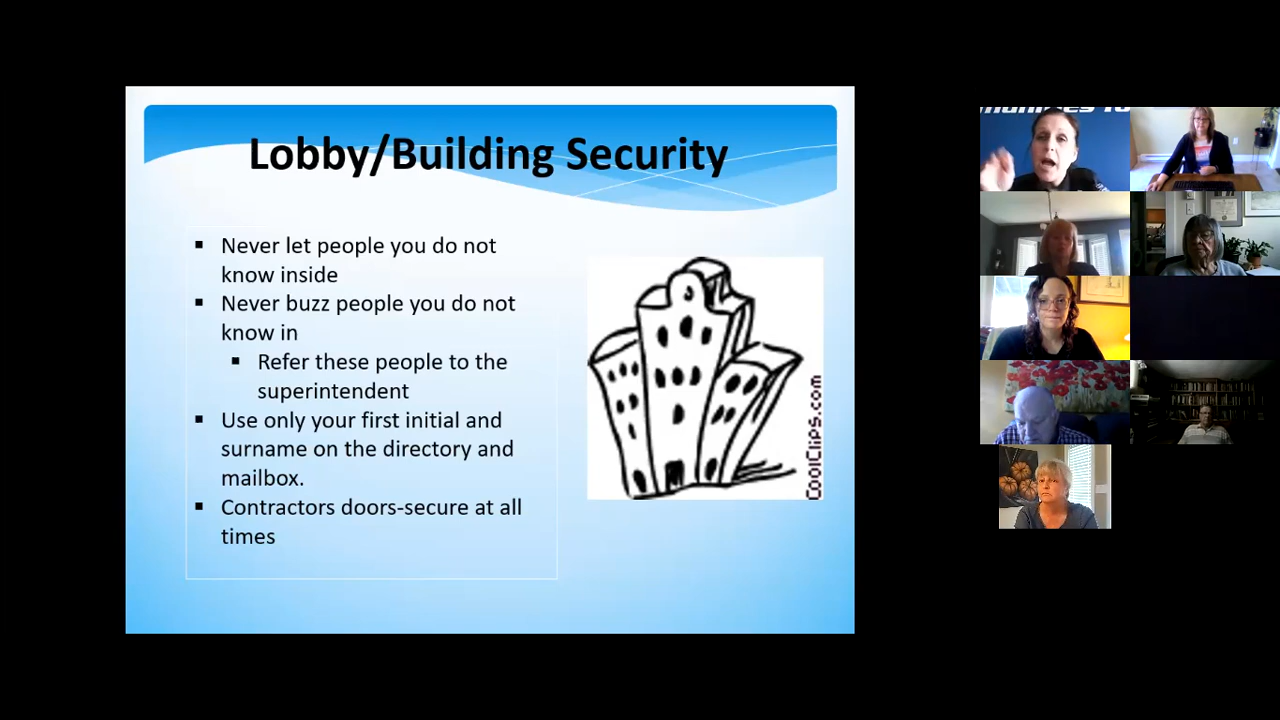 Lobby/Building Security
▪ Never let people you do not
know inside
▪ Never buzz people you do not
know in
▪ Refer these people to the
superintendent
▪ Use only your first initial and
surname on the directory and
mailbox.
▪ Contractors doors-secure at all
times
CoolClips.com